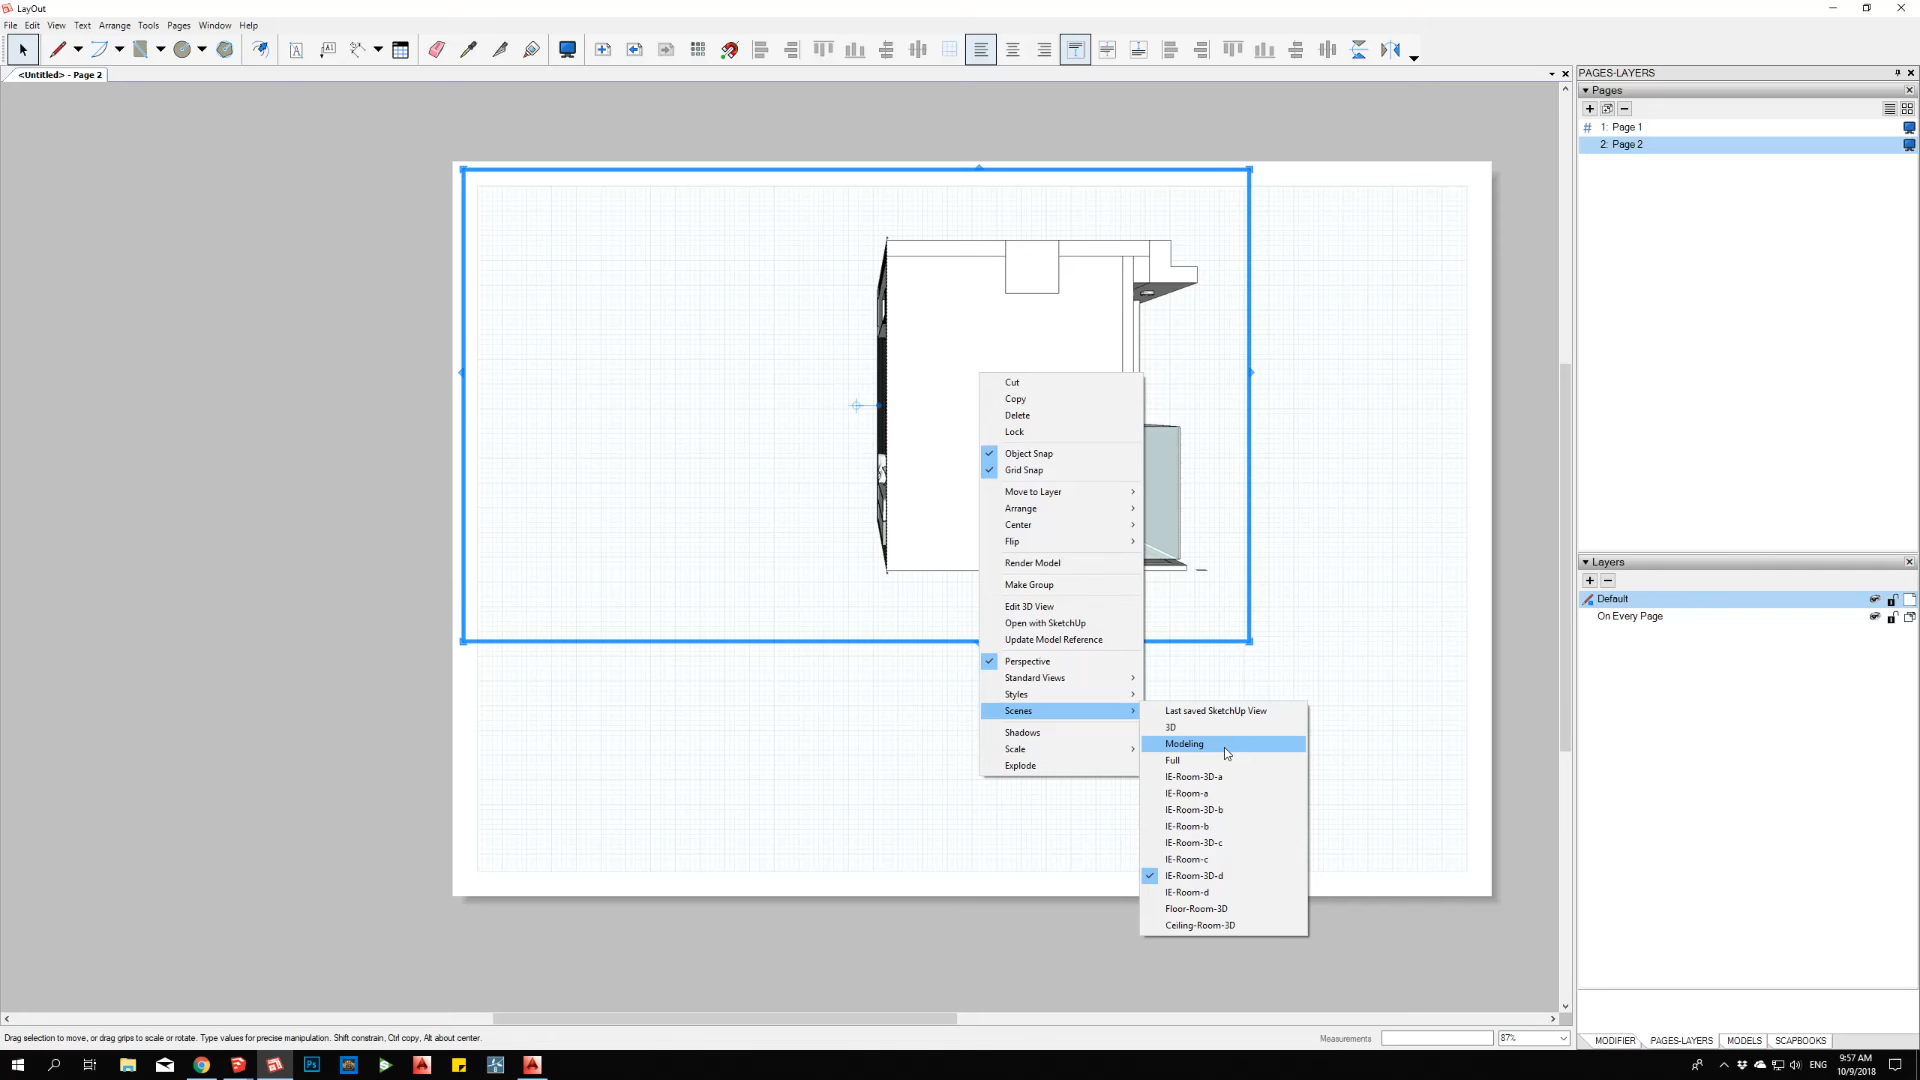 LayOut
File Edit View Text Arrange Tools Pages Window Help
<Untitled> - Page 2
PAGES-LAYERS
Pages
# 1: Page 1
2: Page 2
Cut
Copy
Delete
Lock
Object Snap
Grid Snap
Move to Layer
Arrange
Center
Flip
Render Model
Make Group
Edit 3D View
Open with SketchUp
Update Model Reference
Perspective
Standard Views
Styles
Scenes
Shadows
Scale
Explode
Last saved SketchUp View
3D
Modeling
Full
IE-Room-3D-a
IE-Room-a
IE-Room-3D-b
IE-Room-b
IE-Room-3D-c
IE-Room-c
IE-Room-3D-d
IE-Room-d
Floor-Room-3D
Ceiling-Room-3D
Layers
Default
On Every Page
Drag selection to move, or drag grips to scale or rotate. Type values for precise manipulation. Shift constrain, Ctrl copy, Alt about center.
Measurements
87%
MODIFIER PAGES-LAYERS MODELS SCAPBOOKS
Ps
ENG
9:57 AM
10/9/2018